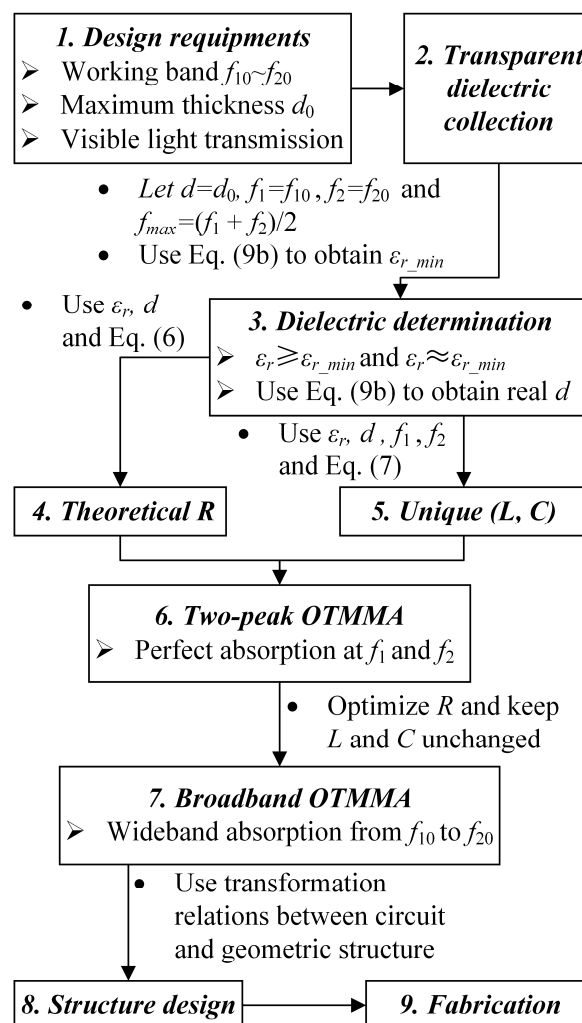 1. Design requipments
➢ Working band f10~f20
➢ Maximum thickness d0
➢ Visible light transmission
2. Transparent
dielectric
collection
• Let d=d0, f1=f10, f2=f20 and
fmax=(f1 + f2)/2
• Use Eq. (9b) to obtain εr_min
• Use εr, d
and Eq. (6)
3. Dielectric determination
➢ εr≥εr_min and εr≈εr_min
➢ Use Eq. (9b) to obtain real d
• Use εr, d, f1, f2
and Eq. (7)
4. Theoretical R
5. Unique (L, C)
6. Two-peak OTMMA
➢ Perfect absorption at f1 and f2
• Optimize R and keep
L and C unchanged
7. Broadband OTMMA
➢ Wideband absorption from f10 to f20
• Use transformation
relations between circuit
and geometric structure
8. Structure design
9. Fabrication